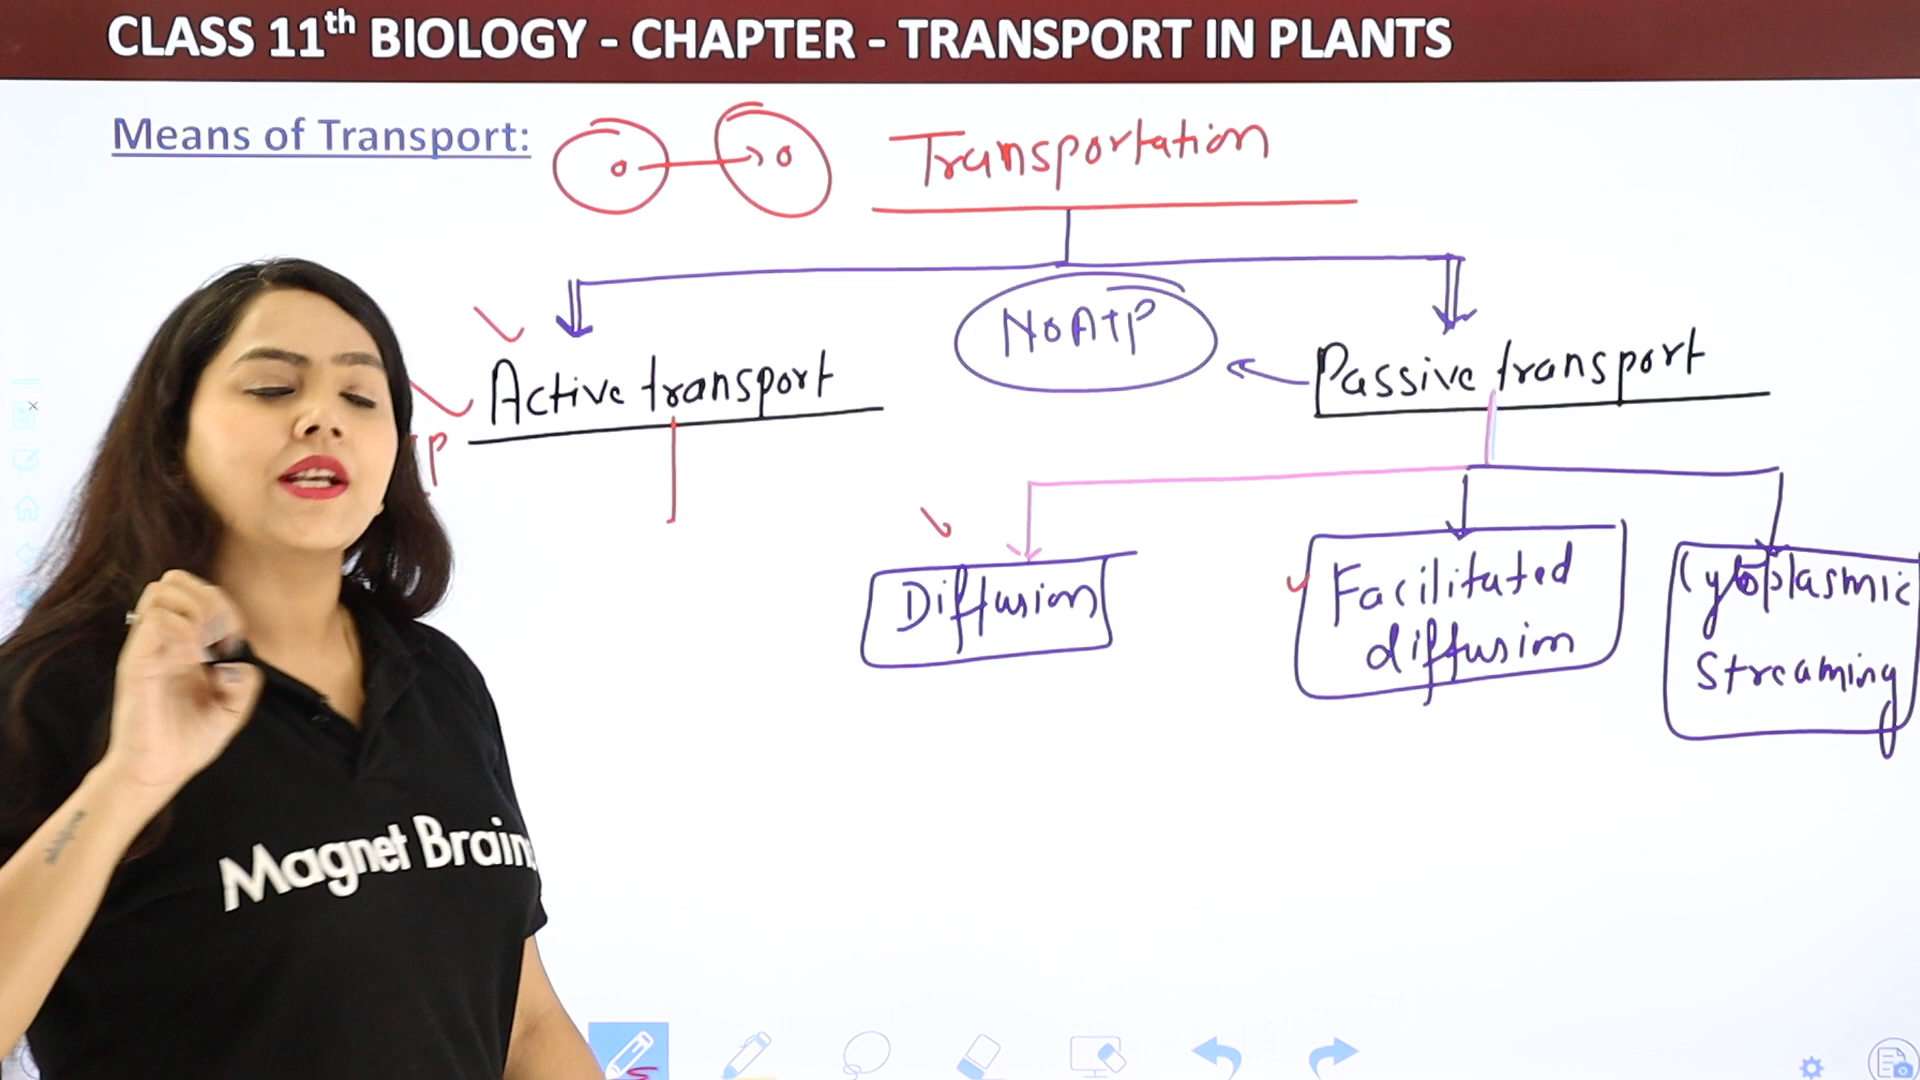 CLASS 11th BIOLOGY - CHAPTER - TRANSPORT IN PLANTS
Means of Transport:
Transportation
No ATP
Active transport
Passive transport
P
Diffusion
Facilitated
diffusion
Cytoplasmic
Streaming
Magnet Brains